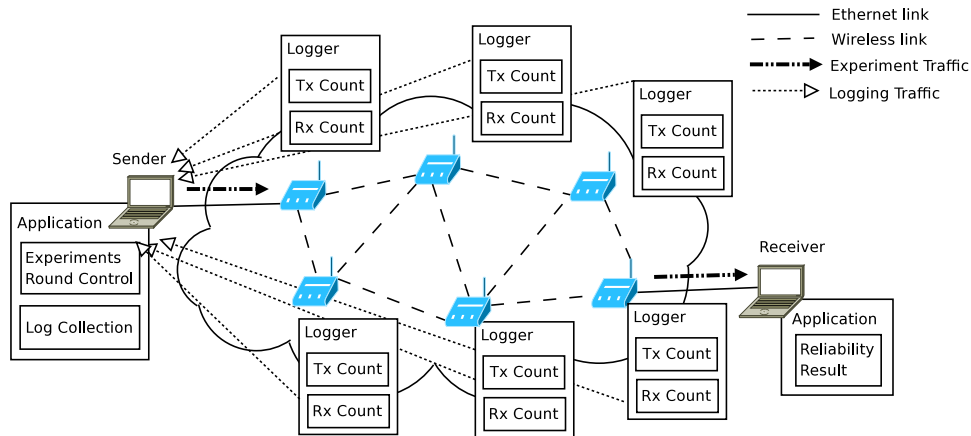 Ethernet link
Wireless link
Experiment Traffic
Logging Traffic
Logger
Tx Count
Rx Count
Logger
Tx Count
Rx Count
Logger
Tx Count
Rx Count
Sender
Application
Experiments
Round Control
Log Collection
Receiver
Application
Reliability
Result
Logger
Tx Count
Rx Count
Logger
Tx Count
Rx Count
Logger
Tx Count
Rx Count